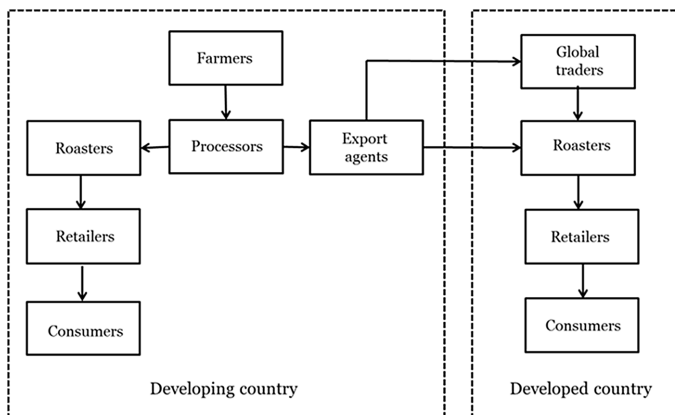 Farmers
Global
traders
Roasters
Processors
Export
agents
Roasters
Retailers
Retailers
Consumers
Consumers
Developing country
Developed country